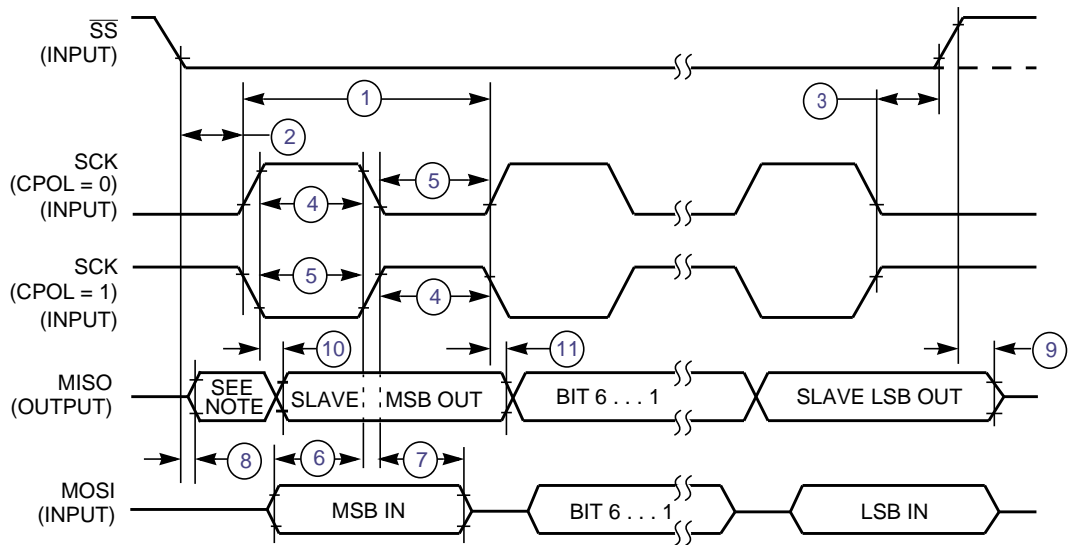 SS
(INPUT)
1
3
2
SCK
(CPOL = 0)
(INPUT)
5
4
SCK
(CPOL = 1)
(INPUT)
5
4
10
11
9
MISO
(OUTPUT)
SEE
NOTE
SLAVE
MSB OUT
BIT 6 . . . 1
SLAVE LSB OUT
8
6
7
MOSI
(INPUT)
MSB IN
BIT 6 . . . 1
LSB IN